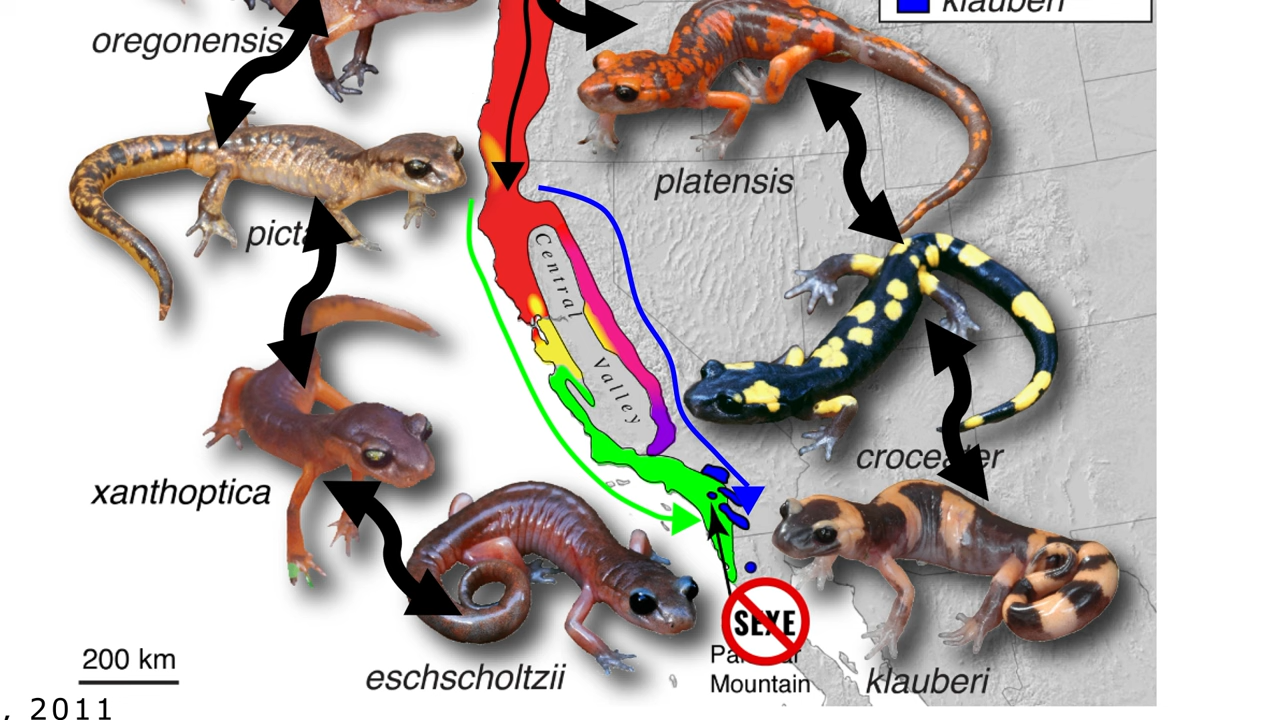 klauberi
oregonensis
platensis
picta
Central
Valley
croceater
xanthoptica
SEXE
Mountain
eschscholtzii
klauberi
200 km
, 2011